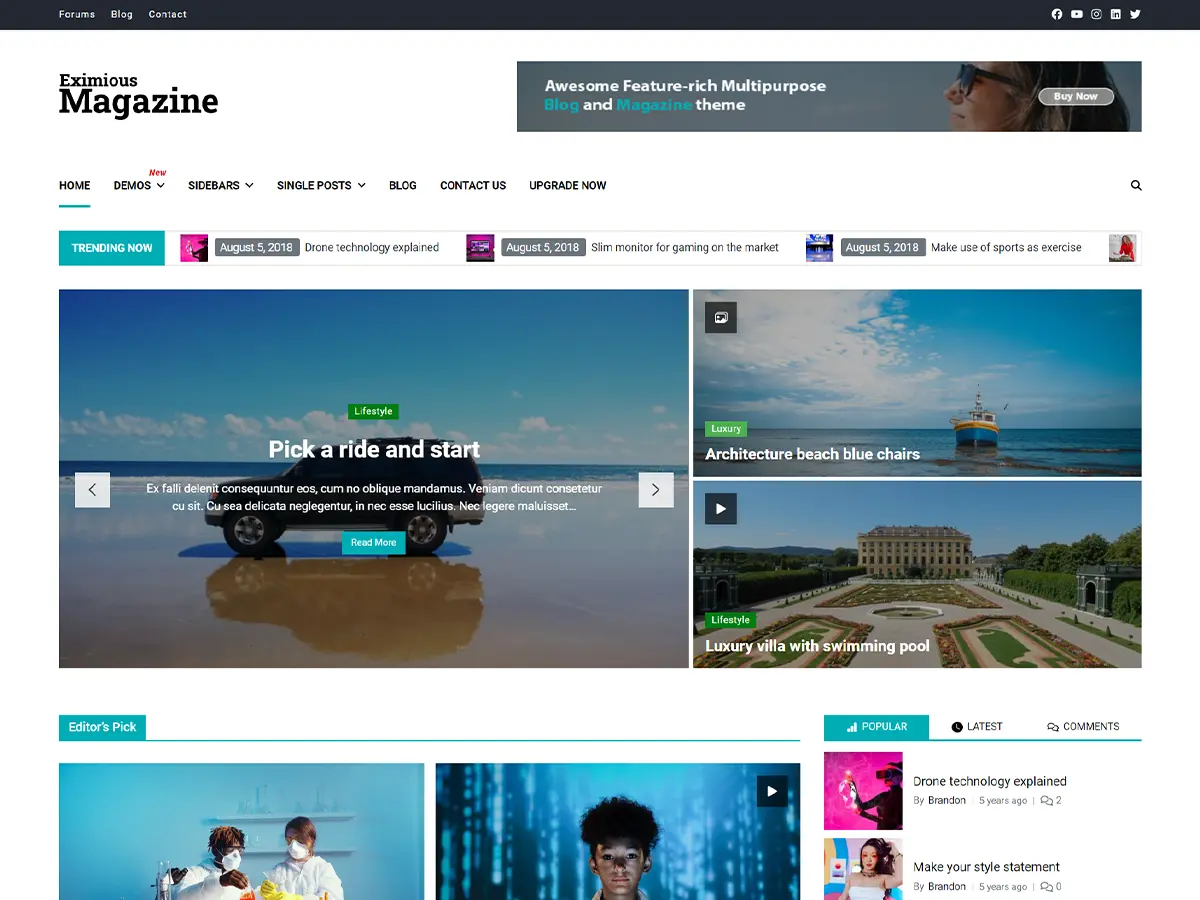 Forums Blog Contact
Eximious
Magazine
Awesome Feature-rich Multipurpose
Blog and Magazine theme
Buy Now
New
HOME DEMOS SIDEBARS SINGLE POSTS BLOG CONTACT US UPGRADE NOW
TRENDING NOW August 5, 2018 Drone technology explained August 5, 2018 Slim monitor for gaming on the market August 5, 2018 Make use of sports as exercise
Lifestyle
Pick a ride and start
Ex falli delenit consequuntur eos, cum no oblique mandamus. Veniam dicunt consetetur
cu sit. Cu sea delicata neglegentur, in nec esse lucilius. Nec legere maluisset...
Read More
Luxury
Architecture beach blue chairs
Lifestyle
Luxury villa with swimming pool
Editor's Pick
POPULAR LATEST COMMENTS
Drone technology explained
By Brandon | 5 years ago | 2
Make your style statement
By Brandon | 5 years ago | 0